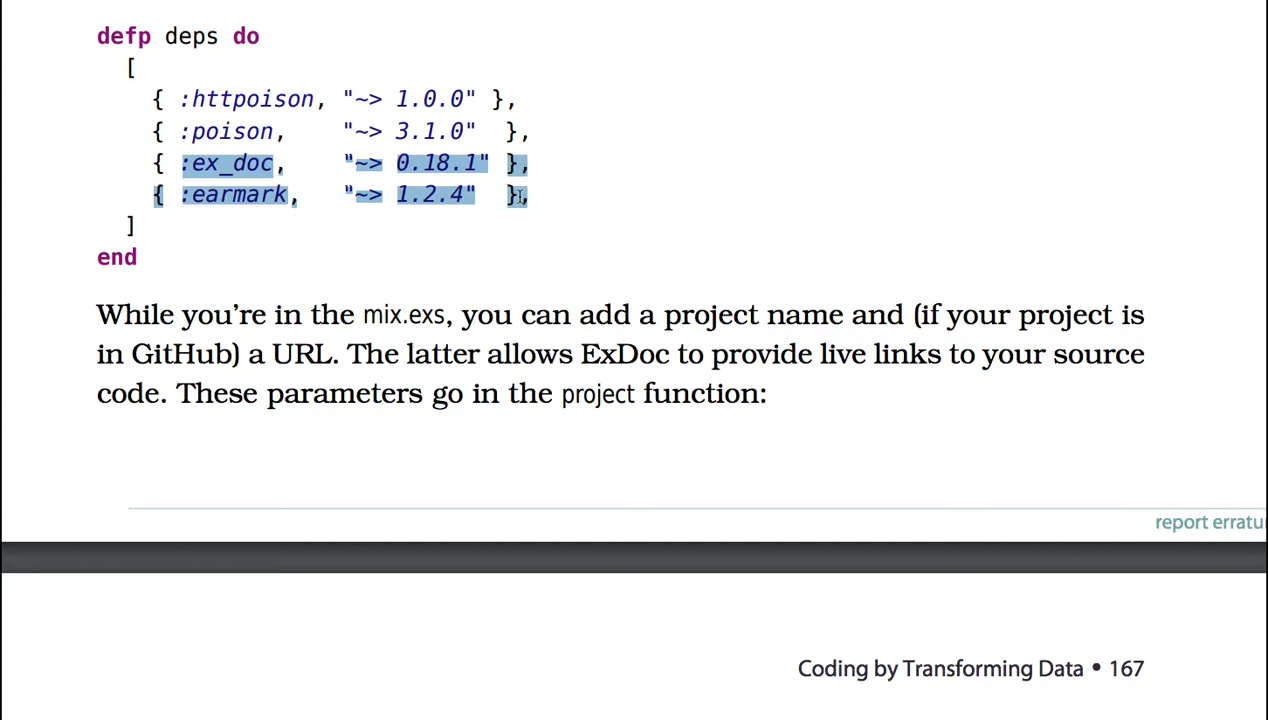 defp deps do
[
{ :httpoison, "~> 1.0.0" },
{ :poison, "~> 3.1.0" },
{ :ex_doc, "~> 0.18.1" },
{ :earmark, "~> 1.2.4" },
]
end
While you're in the mix.exs, you can add a project name and (if your project is
in GitHub) a URL. The latter allows ExDoc to provide live links to your source
code. These parameters go in the project function:
report erratu
Coding by Transforming Data • 167